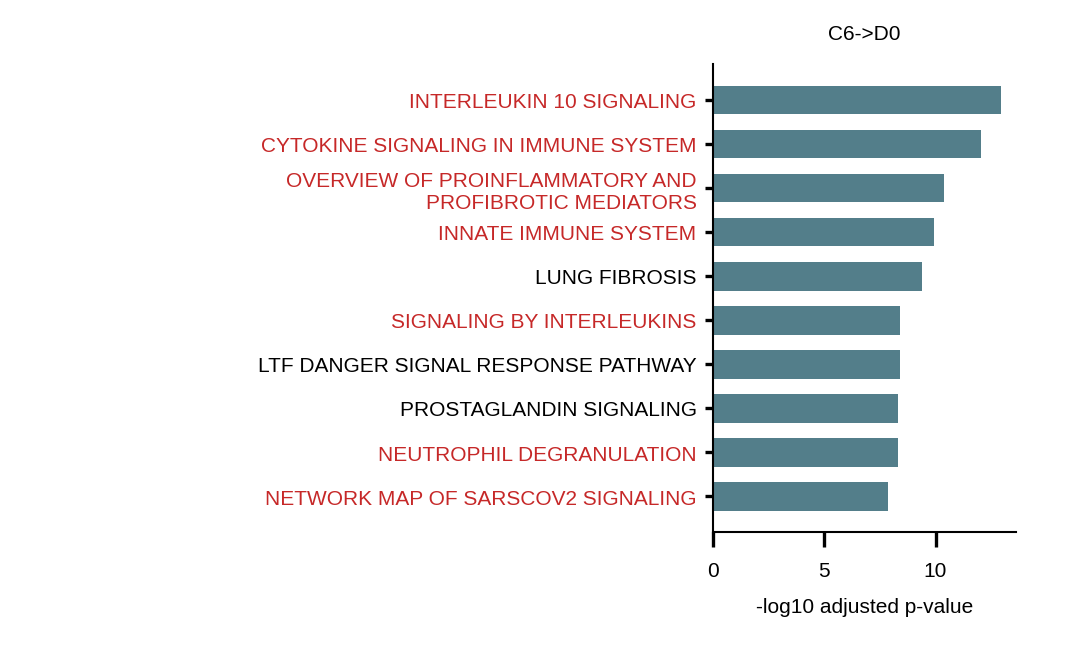 C6->D0
INTERLEUKIN 10 SIGNALING
CYTOKINE SIGNALING IN IMMUNE SYSTEM
OVERVIEW OF PROINFLAMMATORY AND
PROFIBROTIC MEDIATORS
INNATE IMMUNE SYSTEM
LUNG FIBROSIS
SIGNALING BY INTERLEUKINS
LTF DANGER SIGNAL RESPONSE PATHWAY
PROSTAGLANDIN SIGNALING
NEUTROPHIL DEGRANULATION
NETWORK MAP OF SARSCOV2 SIGNALING
0 5 10
-log10 adjusted p-value